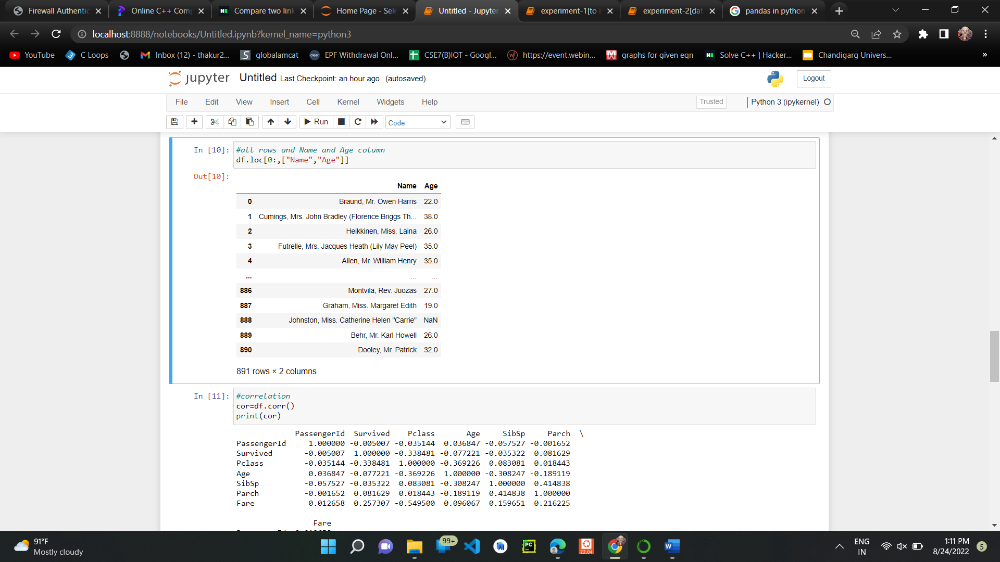 Firewall Authentic
Online C++ Comp
Compare two link
Home Page - Sele
Untitled - Jupyter
experiment-1[to i
experiment-2[dat
pandas in python
localhost:8888/notebooks/Untitled.ipynb?kernel_name=python3
YouTube
C Loops
Inbox (12) - thakur2...
globalamcat
clear
EPF Withdrawal Onl...
CSE7(B)IOT - Googl...
https://event.webin...
graphs for given eqn
Solve C++ | Hacker...
Chandigarg Univers...
»
jupyter Untitled Last Checkpoint: an hour ago (autosaved)
Logout
File Edit View Insert Cell Kernel Widgets Help
Trusted
Python 3 (ipykernel)
Run
Code
In [10]: #all rows and Name and Age column
df.loc[0:,["Name","Age"]]
Out[10]:
Name Age
0 Braund, Mr. Owen Harris 22.0
1 Cumings, Mrs. John Bradley (Florence Briggs Th... 38.0
2 Heikkinen, Miss. Laina 26.0
3 Futrelle, Mrs. Jacques Heath (Lily May Peel) 35.0
4 Allen, Mr. William Henry 35.0
... ... ...
886 Montvila, Rev. Juozas 27.0
887 Graham, Miss. Margaret Edith 19.0
888 Johnston, Miss. Catherine Helen "Carrie" NaN
889 Behr, Mr. Karl Howell 26.0
890 Dooley, Mr. Patrick 32.0
891 rows × 2 columns
In [11]: #correlation
cor=df.corr()
print(cor)
PassengerId Survived Pclass Age SibSp Parch \
PassengerId 1.000000 -0.005007 -0.035144 0.036847 -0.057527 -0.001652
Survived -0.005007 1.000000 -0.338481 -0.077221 -0.035322 0.081629
Pclass -0.035144 -0.338481 1.000000 -0.369226 0.083081 0.018443
Age 0.036847 -0.077221 -0.369226 1.000000 -0.308247 -0.189119
SibSp -0.057527 -0.035322 0.083081 -0.308247 1.000000 0.414838
Parch -0.001652 0.081629 0.018443 -0.189119 0.414838 1.000000
Fare 0.012658 0.257307 -0.549500 0.096067 0.159651 0.216225
Fare
91°F
Mostly cloudy
99+
PC
22.04
W
ENG
IN
1:11 PM
8/24/2022
5